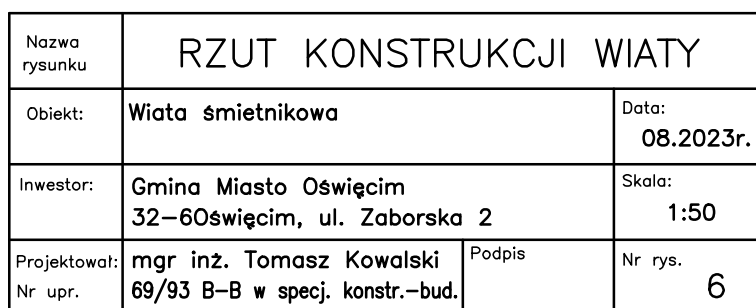 Nazwa rysunku
RZUT KONSTRUKCJI WIATY
Obiekt:
Wiata śmietnikowa
Data:
08.2023r.
Inwestor:
Gmina Miasto Oświęcim
32-6Oświęcim, ul. Zaborska 2
Skala:
1:50
Projektował:
mgr inż. Tomasz Kowalski
Podpis
Nr rys.
Nr upr.
69/93 B-B w specj. konstr.-bud.
6